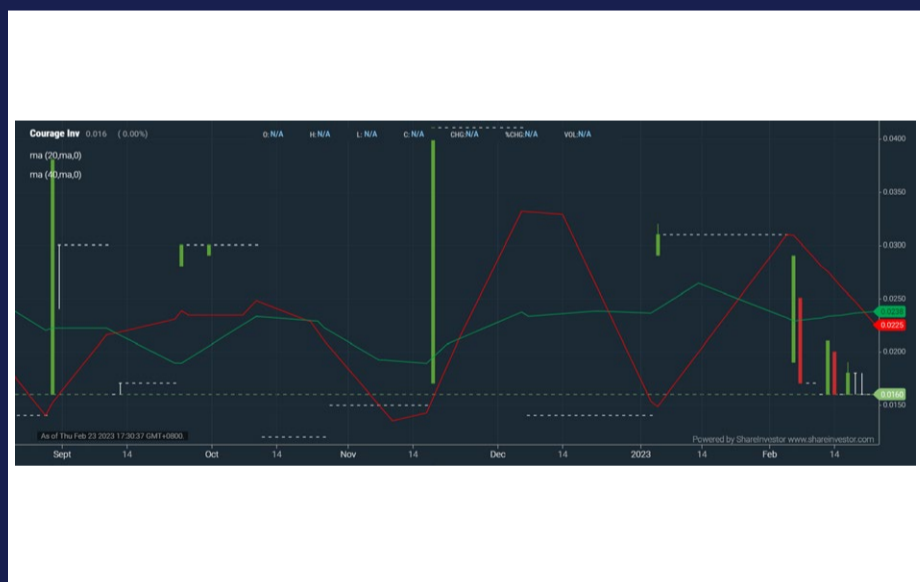 Courage Inv 0.016 ( 0.00%) O:N/A H:N/A L: N/A C: N/A CHG:N/A %CHG:N/A VOL:N/A
ma (20,ma,0)
ma (40,ma,0)
0.0400
0.0350
0.0300
0.0250
0.0238
0.0225
0.0200
0.0160
0.0150
As of Thu Feb 23 2023 17:30:37 GMT+0800.
Powered by ShareInvestor www.shareinvestor.com
Sept 14 Oct 14 Nov 14 Dec 14 2023 14 Feb 14